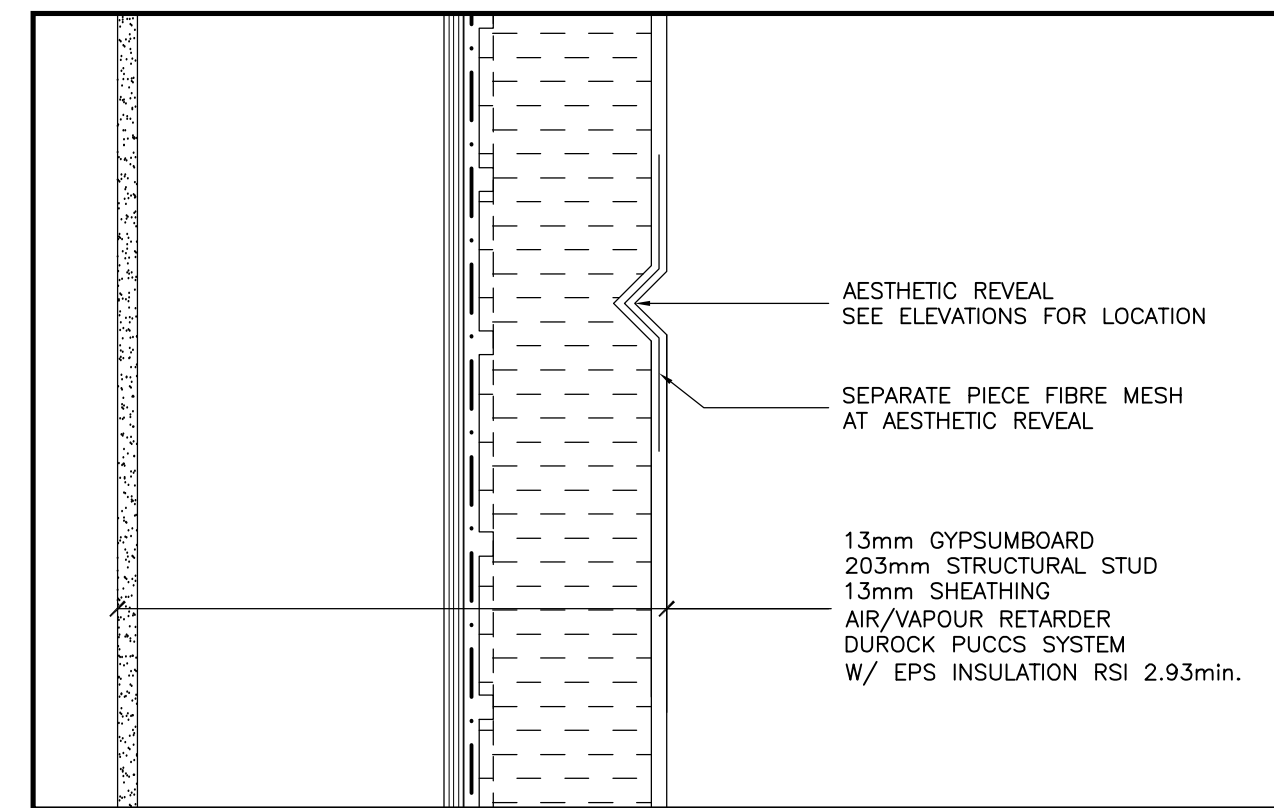 AESTHETIC REVEAL
SEE ELEVATIONS FOR LOCATION
SEPARATE PIECE FIBRE MESH
AT AESTHETIC REVEAL
13mm GYPSUMBOARD
203mm STRUCTURAL STUD
13mm SHEATHING
AIR/VAPOUR RETARDER
DUROCK PUCCS SYSTEM
W/ EPS INSULATION RSI 2.93min.